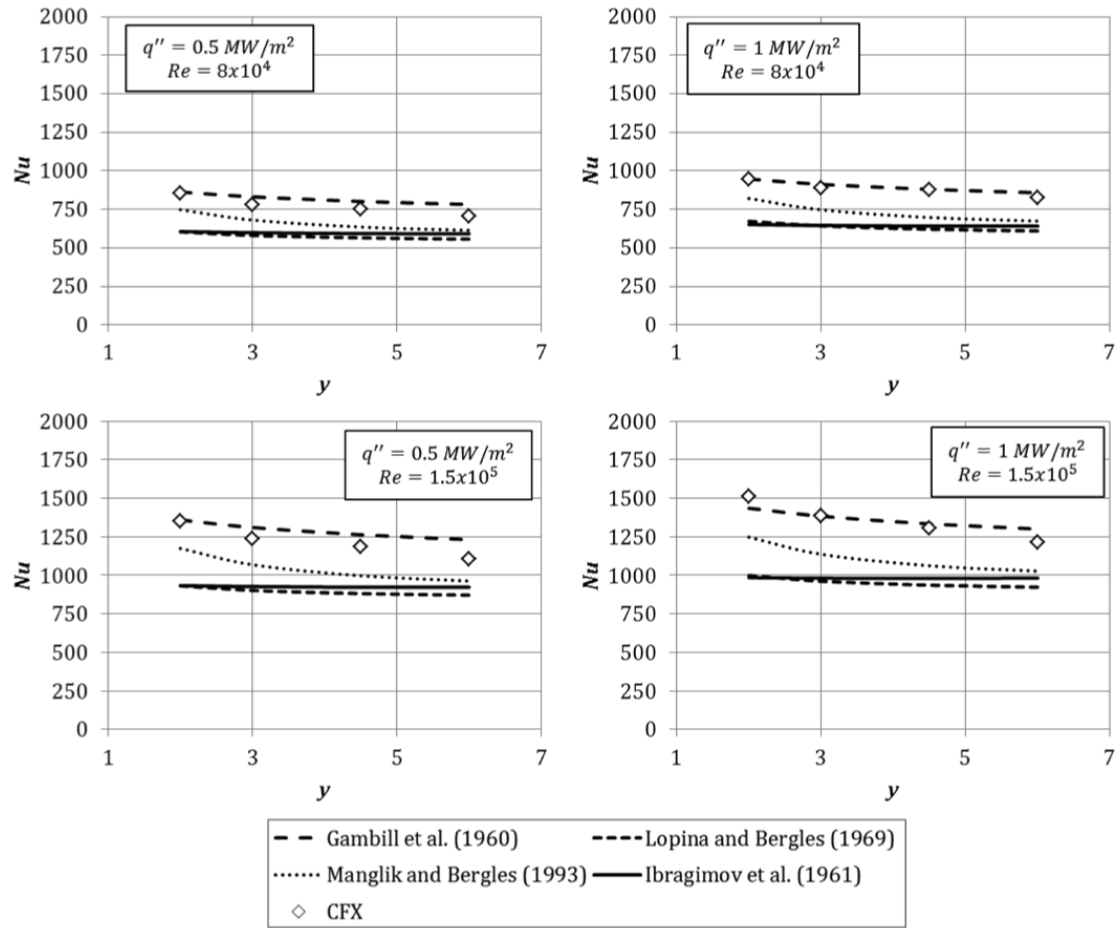 q'' = 0.5 MW/m²
Re = 8x10⁴
2000
1750
1500
1250
1000
750
500
250
0
Nu
1 3 5 7
y
q'' = 1 MW/m²
Re = 8x10⁴
2000
1750
1500
1250
1000
750
500
250
0
Nu
1 3 5 7
y
q'' = 0.5 MW/m²
Re = 1.5x10⁵
2000
1750
1500
1250
1000
750
500
250
0
Nu
1 3 5 7
y
q'' = 1 MW/m²
Re = 1.5x10⁵
2000
1750
1500
1250
1000
750
500
250
0
Nu
1 3 5 7
y
Gambill et al. (1960) Lopina and Bergles (1969)
Manglik and Bergles (1993) Ibragimov et al. (1961)
CFX